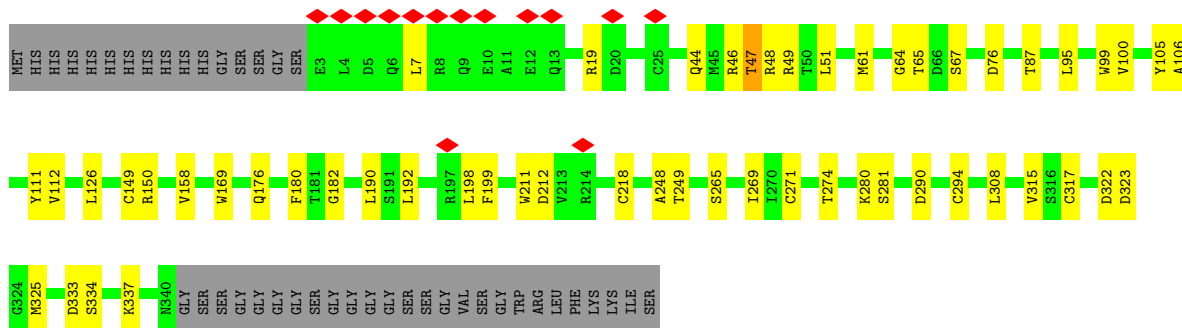 MET HIS HIS HIS HIS HIS HIS HIS HIS HIS HIS GLY SER SER GLY SER E3 L4 D5 Q6 L7 R8 Q9 E10 A11 E12 Q13 R19 D20 C25 Q44 M45 R46 T47 R48 R49 T50 L51 M61 G64 T65 D66 S67 D76 T87 L95 W99 V100 Y105 A106
Y111 V112 L126 C149 R150 V158 W169 Q176 F180 T181 G182 L190 S191 L192 R197 L198 F199 W211 D212 V213 R214 C218 A248 T249 S265 I269 I270 C271 T274 K280 S281 D290 C294 L308 V315 S316 C317 D322 D323
G324 M325 D333 S334 K337 N340 GLY SER SER GLY GLY GLY GLY SER GLY GLY GLY GLY SER SER GLY VAL SER GLY TRP ARG LEU PHE LYS LYS ILE SER